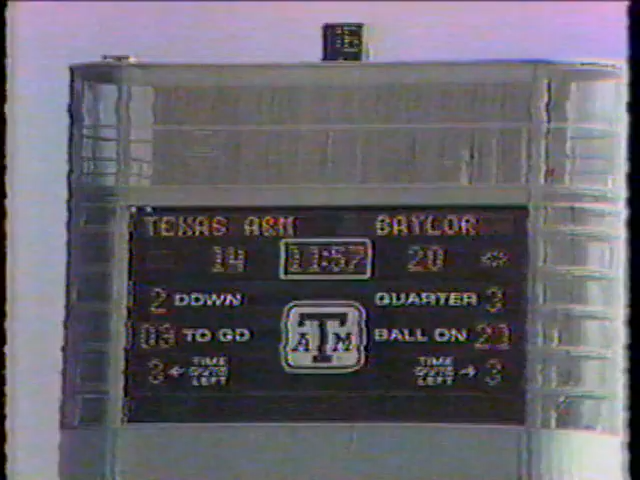 TEXAS A&M BAYLOR
14 11:57 20
2 DOWN QUARTER 3
03 TO GO BALL ON 23
ATM
3 ← TIME OUTS LEFT TIME OUTS LEFT → 3